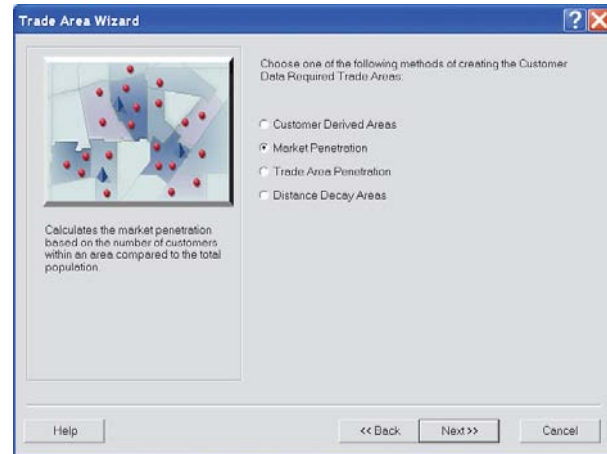 Trade Area Wizard
Choose one of the following methods of creating the Customer
Data Required Trade Areas:
Customer Derived Areas
Market Penetration
Trade Area Penetration
Distance Decay Areas
Calculates the market penetration
based on the number of customers
within an area compared to the total
population.
Help
<< Back
Next >>
Cancel